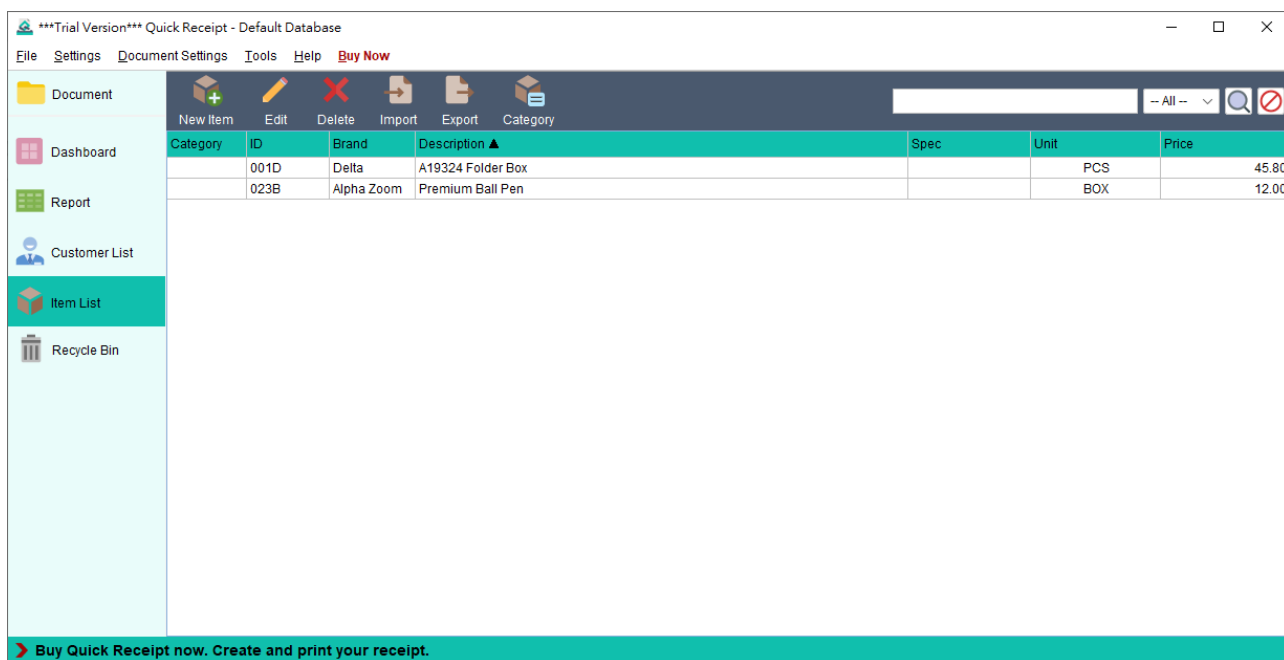 ***Trial Version*** Quick Receipt - Default Database
File Settings Document Settings Tools Help Buy Now
Document
New Item Edit Delete Import Export Category
-- All --
Dashboard
Report
Customer List
Item List
Recycle Bin
Category ID Brand Description ▲ Spec Unit Price
001D Delta A19324 Folder Box PCS 45.80
023B Alpha Zoom Premium Ball Pen BOX 12.00
Buy Quick Receipt now. Create and print your receipt.